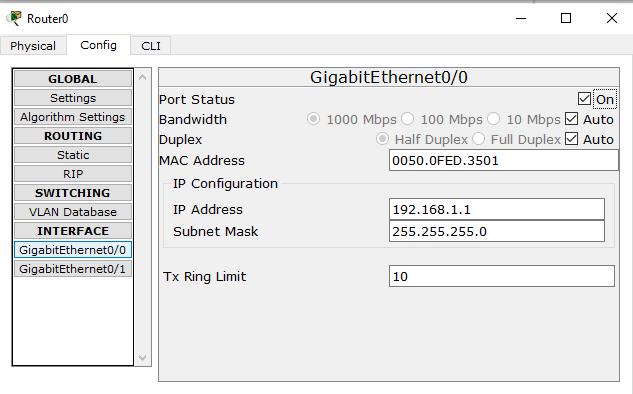 Router0
Physical Config CLI
GLOBAL
Settings
Algorithm Settings
ROUTING
Static
RIP
SWITCHING
VLAN Database
INTERFACE
GigabitEthernet0/0
GigabitEthernet0/1
GigabitEthernet0/0
Port Status On
Bandwidth 1000 Mbps 100 Mbps 10 Mbps Auto
Duplex Half Duplex Full Duplex Auto
MAC Address 0050.0FED.3501
IP Configuration
IP Address 192.168.1.1
Subnet Mask 255.255.255.0
Tx Ring Limit 10